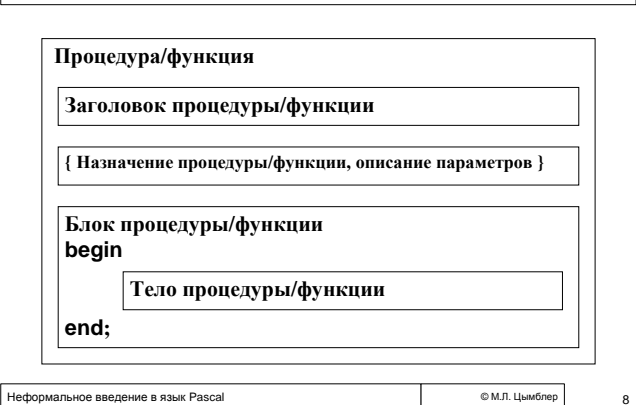 Процедура/функция
Заголовок процедуры/функции
{ Назначение процедуры/функции, описание параметров }
Блок процедуры/функции
begin
Тело процедуры/функции
end;
Неформальное введение в язык Pascal
© М.Л. Цымблер
8